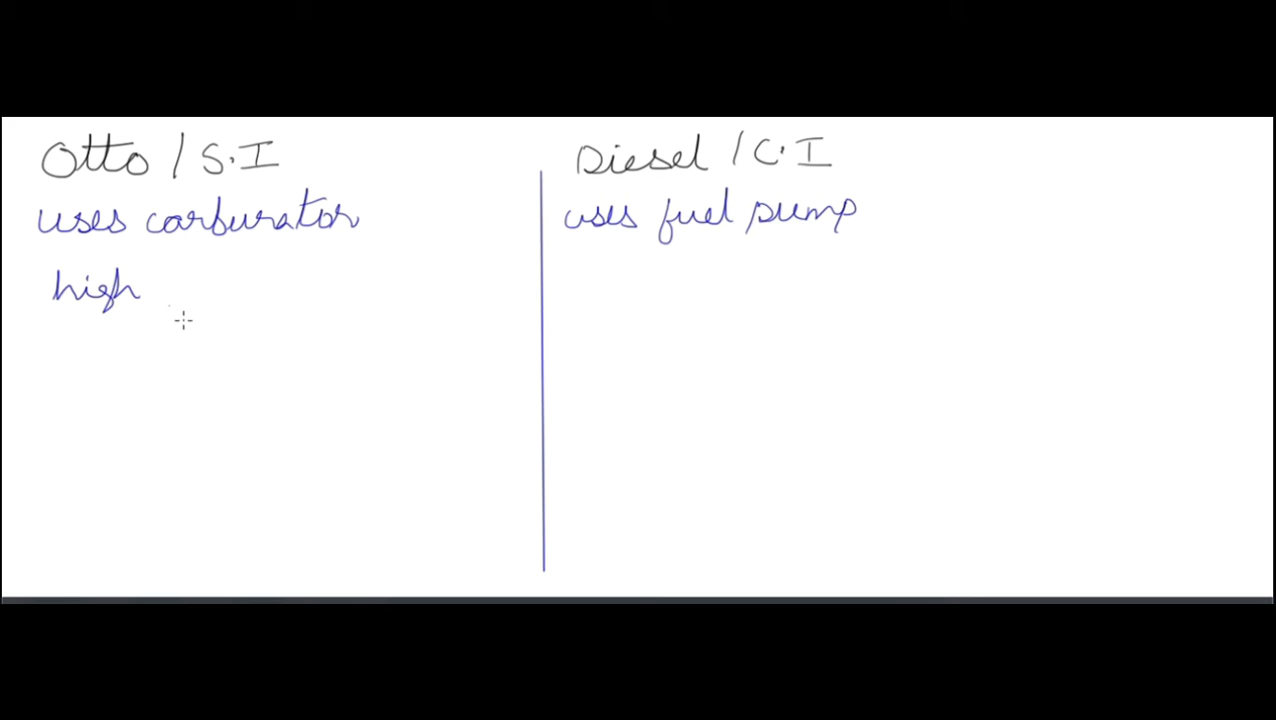 Otto / S.I
uses carburator
high
Diesel / C.I
uses fuel pump